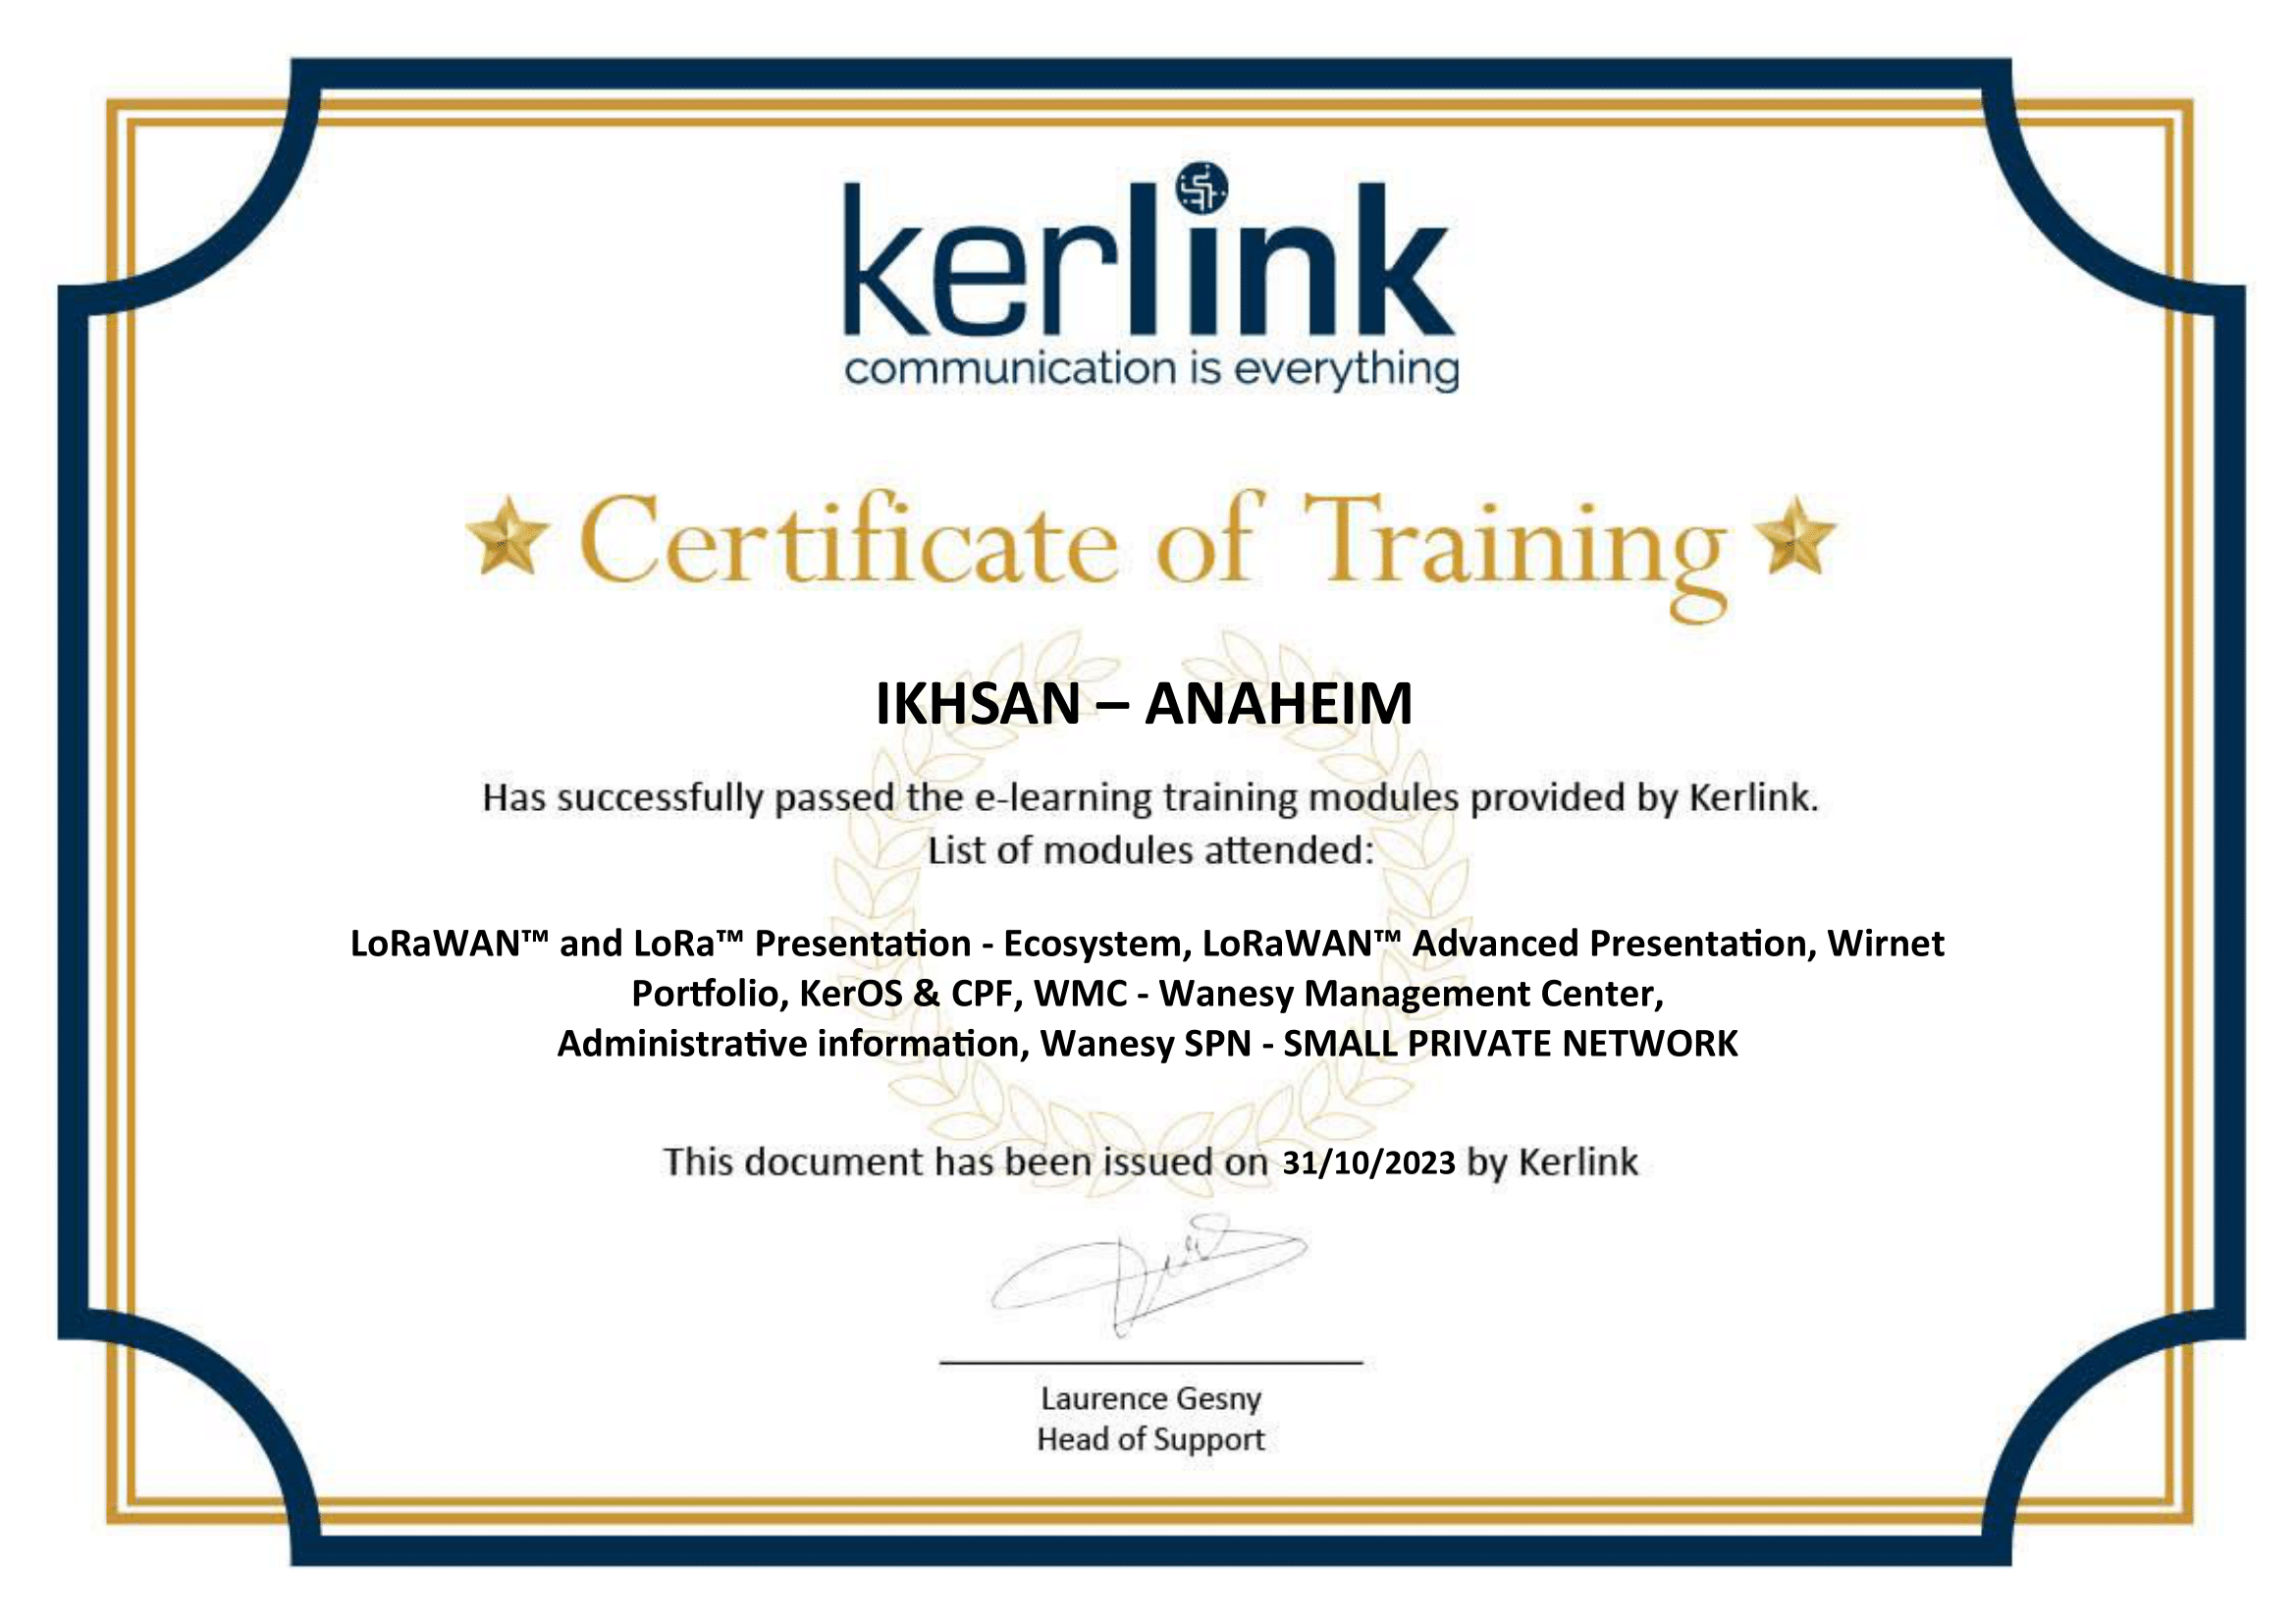 kerlink
communication is everything
Certificate of Training
IKHSAN – ANAHEIM
Has successfully passed the e-learning training modules provided by Kerlink.
List of modules attended:
LoRaWAN™ and LoRa™ Presentation - Ecosystem, LoRaWAN™ Advanced Presentation, Wirnet
Portfolio, KerOS & CPF, WMC - Wanesy Management Center,
Administrative information, Wanesy SPN - SMALL PRIVATE NETWORK
This document has been issued on 31/10/2023 by Kerlink
Laurence Gesny
Head of Support